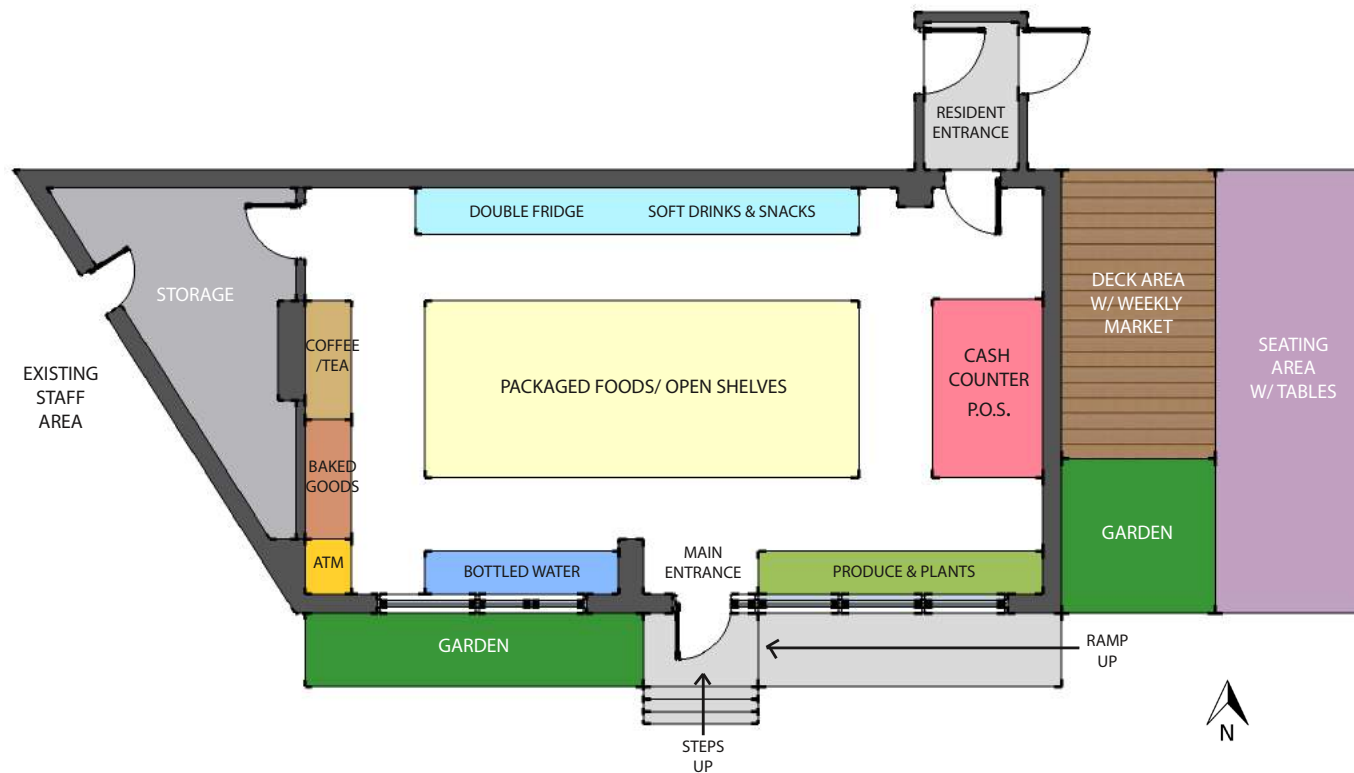 RESIDENT
ENTRANCE
DOUBLE FRIDGE
SOFT DRINKS & SNACKS
STORAGE
EXISTING
STAFF
AREA
COFFEE
/TEA
PACKAGED FOODS/ OPEN SHELVES
CASH
COUNTER
P.O.S.
DECK AREA
W/ WEEKLY
MARKET
SEATING
AREA
W/ TABLES
BAKED
GOODS
ATM
BOTTLED WATER
MAIN
ENTRANCE
PRODUCE & PLANTS
GARDEN
GARDEN
RAMP
UP
STEPS
UP
N